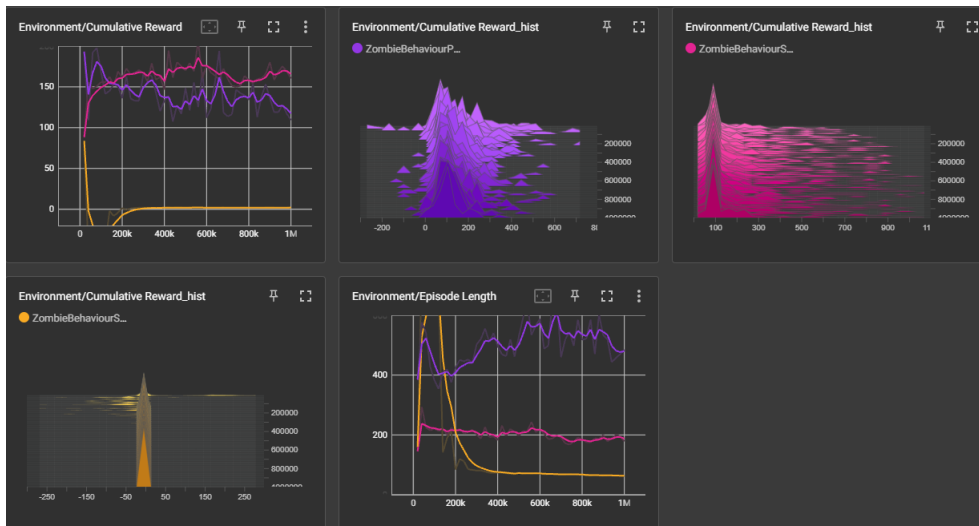 Environment/Cumulative Reward
150
100
50
0
0 200k 400k 600k 800k 1M
Environment/Cumulative Reward_hist
ZombieBehaviourP...
200000
400000
600000
800000
-200 0 200 400 600
Environment/Cumulative Reward_hist
ZombieBehaviourS...
200000
400000
600000
800000
100 300 500 700 900
Environment/Cumulative Reward_hist
ZombieBehaviourS...
200000
400000
600000
800000
-250 -150 -50 50 150 250
Environment/Episode Length
400
200
0 200k 400k 600k 800k 1M